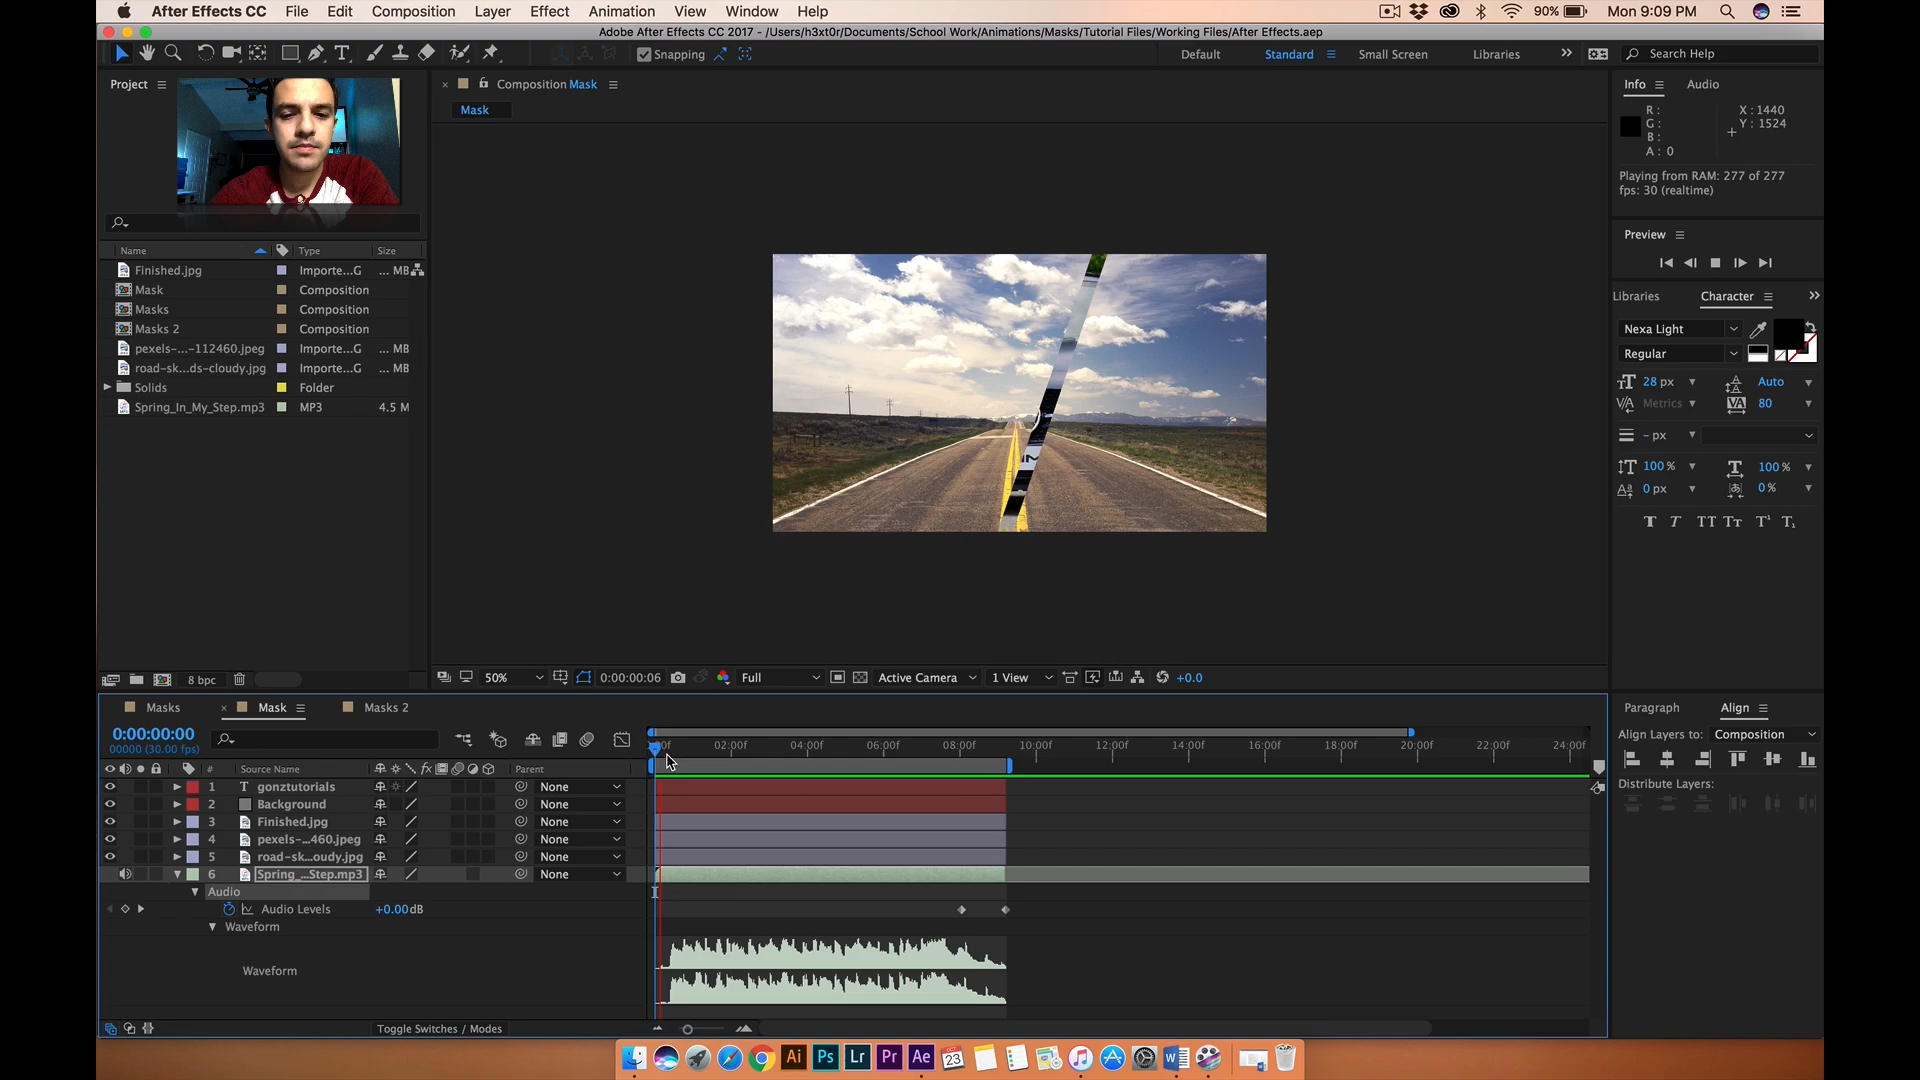 After Effects CC File Edit Composition Layer Effect Animation View Window Help 90% Mon 9:09 PM
Adobe After Effects CC 2017 - /Users/h3xt0r/Documents/School Work/Animations/Masks/Tutorial Files/Working Files/After Effects.aep
Snapping Default Standard Small Screen Libraries Search Help
Project
Composition Mask
Mask
Info Audio
R :
G :
B :
A : 0
X : 1440
Y : 1524
Playing from RAM: 277 of 277
fps: 30 (realtime)
Preview
Name Type Size
Finished.jpg Importe...G ... MB
Mask Composition
Masks Composition
Masks 2 Composition
pexels-...-112460.jpeg Importe...G ... MB
road-sk...ds-cloudy.jpg Importe...G ... MB
Solids Folder
Spring_In_My_Step.mp3 MP3 4.5 M
Libraries Character
Nexa Light
Regular
28 px Auto
Metrics 80
- px
100 % 100 %
0 px 0 %
8 bpc
50% 0:00:00:06 Full Active Camera 1 View +0.0
Masks Mask Masks 2
0:00:00:00
00000 (30.00 fps)
02:00f 04:00f 06:00f 08:00f 10:00f 12:00f 14:00f 16:00f 18:00f 20:00f 22:00f 24:00f
# Source Name Parent
1 gonztutorials None
2 Background None
3 Finished.jpg None
4 pexels-...460.jpeg None
5 road-sk...oudy.jpg None
6 Spring_...Step.mp3 None
Audio
Audio Levels +0.00dB
Waveform
Waveform
Toggle Switches / Modes
Paragraph Align
Align Layers to: Composition
Distribute Layers:
Ai Ps Lr Pr Ae OCT 23 W